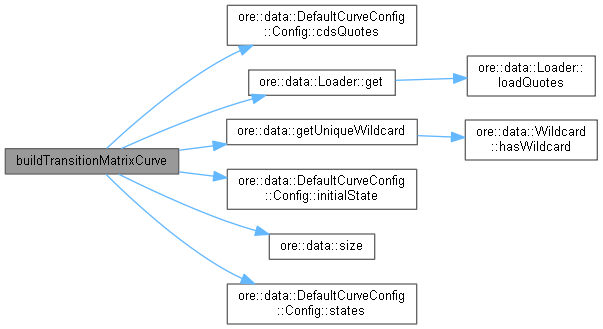 buildTransitionMatrixCurve
ore::data::DefaultCurveConfig
::Config::cdsQuotes
ore::data::Loader::get
ore::data::Loader::
loadQuotes
ore::data::getUniqueWildcard
ore::data::Wildcard
::hasWildcard
ore::data::DefaultCurveConfig
::Config::initialState
ore::data::size
ore::data::DefaultCurveConfig
::Config::states